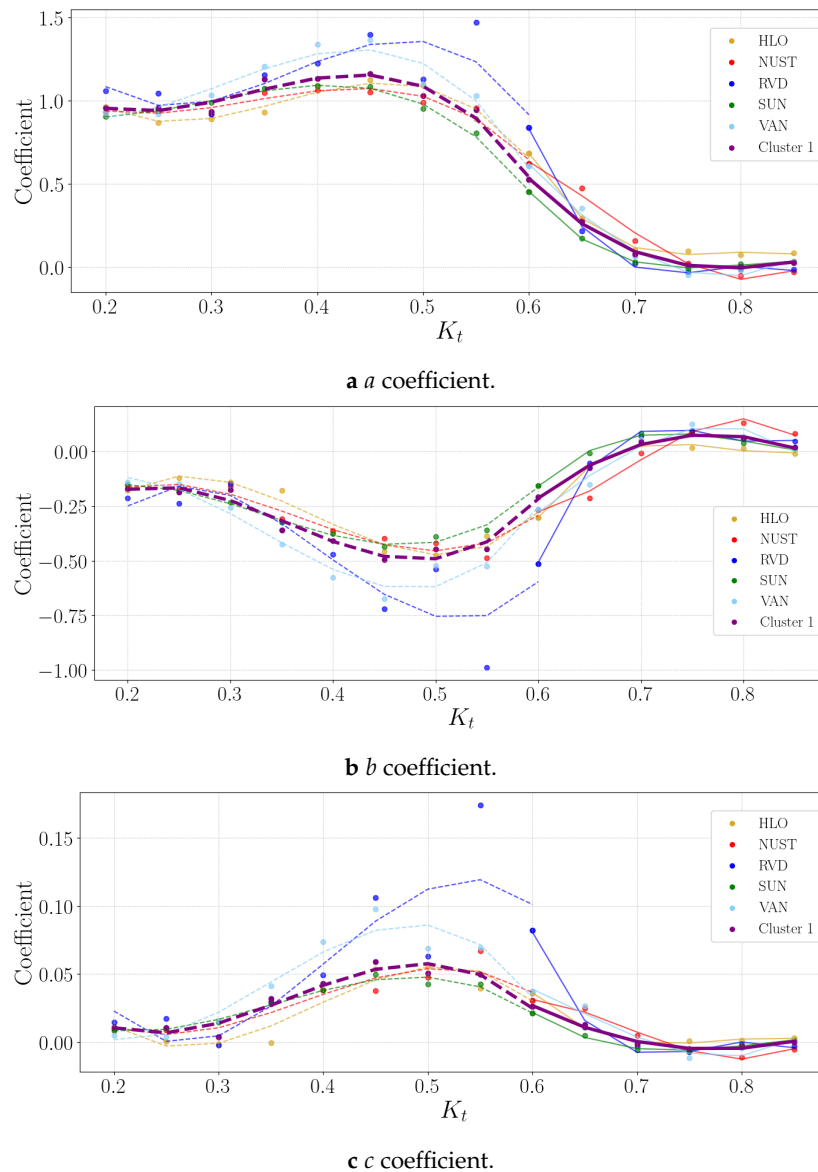 1.5
1.0
0.5
0.0
Coefficient
HLO
NUST
RVD
SUN
VAN
Cluster 1
0.2 0.3 0.4 0.5 0.6 0.7 0.8
K_t
a a coefficient.
0.00
−0.25
−0.50
−0.75
−1.00
Coefficient
HLO
NUST
RVD
SUN
VAN
Cluster 1
0.2 0.3 0.4 0.5 0.6 0.7 0.8
K_t
b b coefficient.
0.15
0.10
0.05
0.00
Coefficient
HLO
NUST
RVD
SUN
VAN
Cluster 1
0.2 0.3 0.4 0.5 0.6 0.7 0.8
K_t
c c coefficient.